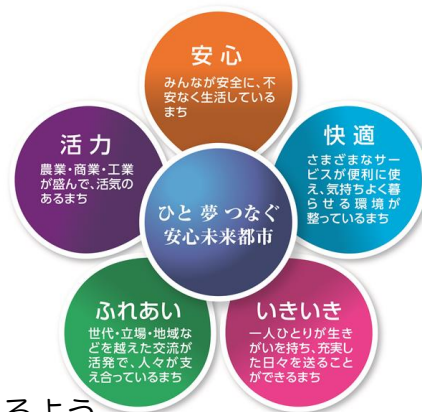 安心
みんなが安全に、不
安なく生活している
まち
活力
農業・商業・工業
が盛んで、活気の
あるまち
快適
さまざまなサー
ビスが便利に使
え、気持ちよく暮
らせる環境が
整っているまち
ひと 夢 つなぐ
安心未来都市
ふれあい
世代・立場・地域な
どを越えた交流が
活発で、人々が支
え合っているまち
いきいき
一人ひとりが生き
がいを持ち、充実し
た日々を送ること
ができるまち
るよう